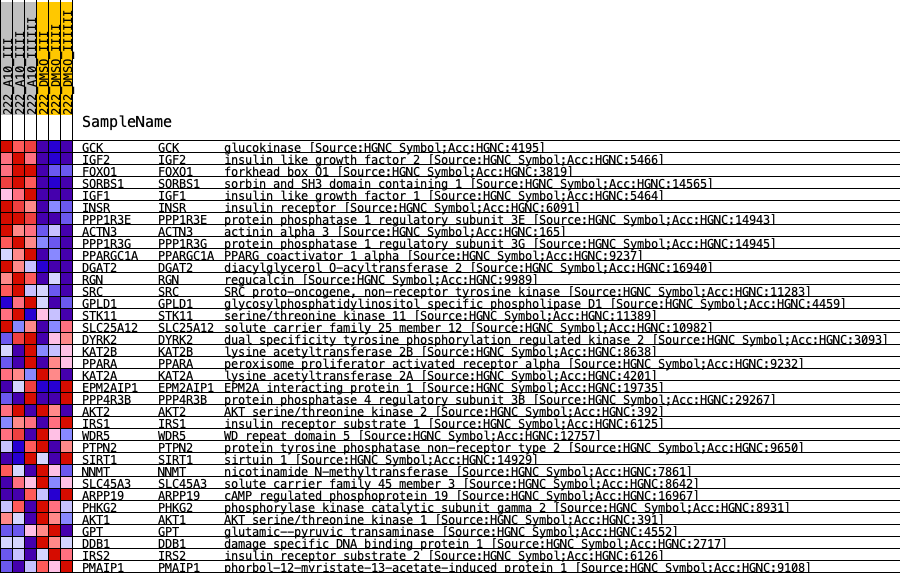 222_A10_III
222_A10_IIII
222_A10_IIIIII
222_DMSO_III
222_DMSO_IIII
222_DMSO_IIIIII
SampleName
GCK GCK glucokinase [Source:HGNC Symbol;Acc:HGNC:4195]
IGF2 IGF2 insulin like growth factor 2 [Source:HGNC Symbol;Acc:HGNC:5466]
FOXO1 FOXO1 forkhead box O1 [Source:HGNC Symbol;Acc:HGNC:3819]
SORBS1 SORBS1 sorbin and SH3 domain containing 1 [Source:HGNC Symbol;Acc:HGNC:14565]
IGF1 IGF1 insulin like growth factor 1 [Source:HGNC Symbol;Acc:HGNC:5464]
INSR INSR insulin receptor [Source:HGNC Symbol;Acc:HGNC:6091]
PPP1R3E PPP1R3E protein phosphatase 1 regulatory subunit 3E [Source:HGNC Symbol;Acc:HGNC:14943]
ACTN3 ACTN3 actinin alpha 3 [Source:HGNC Symbol;Acc:HGNC:165]
PPP1R3G PPP1R3G protein phosphatase 1 regulatory subunit 3G [Source:HGNC Symbol;Acc:HGNC:14945]
PPARGC1A PPARGC1A PPARG coactivator 1 alpha [Source:HGNC Symbol;Acc:HGNC:9237]
DGAT2 DGAT2 diacylglycerol O-acyltransferase 2 [Source:HGNC Symbol;Acc:HGNC:16940]
RGN RGN regucalcin [Source:HGNC Symbol;Acc:HGNC:9989]
SRC SRC SRC proto-oncogene, non-receptor tyrosine kinase [Source:HGNC Symbol;Acc:HGNC:11283]
GPLD1 GPLD1 glycosylphosphatidylinositol specific phospholipase D1 [Source:HGNC Symbol;Acc:HGNC:4459]
STK11 STK11 serine/threonine kinase 11 [Source:HGNC Symbol;Acc:HGNC:11389]
SLC25A12 SLC25A12 solute carrier family 25 member 12 [Source:HGNC Symbol;Acc:HGNC:10982]
DYRK2 DYRK2 dual specificity tyrosine phosphorylation regulated kinase 2 [Source:HGNC Symbol;Acc:HGNC:3093]
KAT2B KAT2B lysine acetyltransferase 2B [Source:HGNC Symbol;Acc:HGNC:8638]
PPARA PPARA peroxisome proliferator activated receptor alpha [Source:HGNC Symbol;Acc:HGNC:9232]
KAT2A KAT2A lysine acetyltransferase 2A [Source:HGNC Symbol;Acc:HGNC:4201]
EPM2AIP1 EPM2AIP1 EPM2A interacting protein 1 [Source:HGNC Symbol;Acc:HGNC:19735]
PPP4R3B PPP4R3B protein phosphatase 4 regulatory subunit 3B [Source:HGNC Symbol;Acc:HGNC:29267]
AKT2 AKT2 AKT serine/threonine kinase 2 [Source:HGNC Symbol;Acc:HGNC:392]
IRS1 IRS1 insulin receptor substrate 1 [Source:HGNC Symbol;Acc:HGNC:6125]
WDR5 WDR5 WD repeat domain 5 [Source:HGNC Symbol;Acc:HGNC:12757]
PTPN2 PTPN2 protein tyrosine phosphatase non-receptor type 2 [Source:HGNC Symbol;Acc:HGNC:9650]
SIRT1 SIRT1 sirtuin 1 [Source:HGNC Symbol;Acc:HGNC:14929]
NNMT NNMT nicotinamide N-methyltransferase [Source:HGNC Symbol;Acc:HGNC:7861]
SLC45A3 SLC45A3 solute carrier family 45 member 3 [Source:HGNC Symbol;Acc:HGNC:8642]
ARPP19 ARPP19 cAMP regulated phosphoprotein 19 [Source:HGNC Symbol;Acc:HGNC:16967]
PHKG2 PHKG2 phosphorylase kinase catalytic subunit gamma 2 [Source:HGNC Symbol;Acc:HGNC:8931]
AKT1 AKT1 AKT serine/threonine kinase 1 [Source:HGNC Symbol;Acc:HGNC:391]
GPT GPT glutamic--pyruvic transaminase [Source:HGNC Symbol;Acc:HGNC:4552]
DDB1 DDB1 damage specific DNA binding protein 1 [Source:HGNC Symbol;Acc:HGNC:2717]
IRS2 IRS2 insulin receptor substrate 2 [Source:HGNC Symbol;Acc:HGNC:6126]
PMAIP1 PMAIP1 phorbol-12-myristate-13-acetate-induced protein 1 [Source:HGNC Symbol;Acc:HGNC:9108]